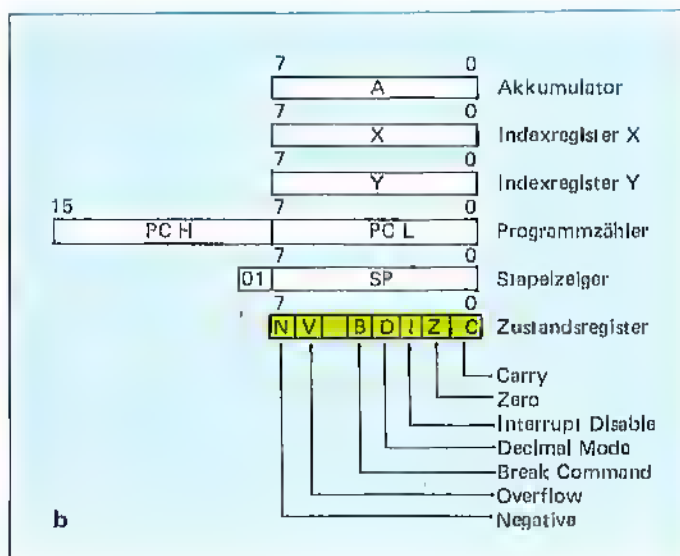 7 0
A Akkumulator
7 0
X Indexregister X
7 0
Y Indexregister Y
15 7 0
PC H PC L Programmzähler
7 0
01 SP Stapelzeiger
7 0
N V B D I Z C Zustandsregister
Carry
Zero
Interrupt Disable
Decimal Mode
Break Command
Overflow
Negative
b